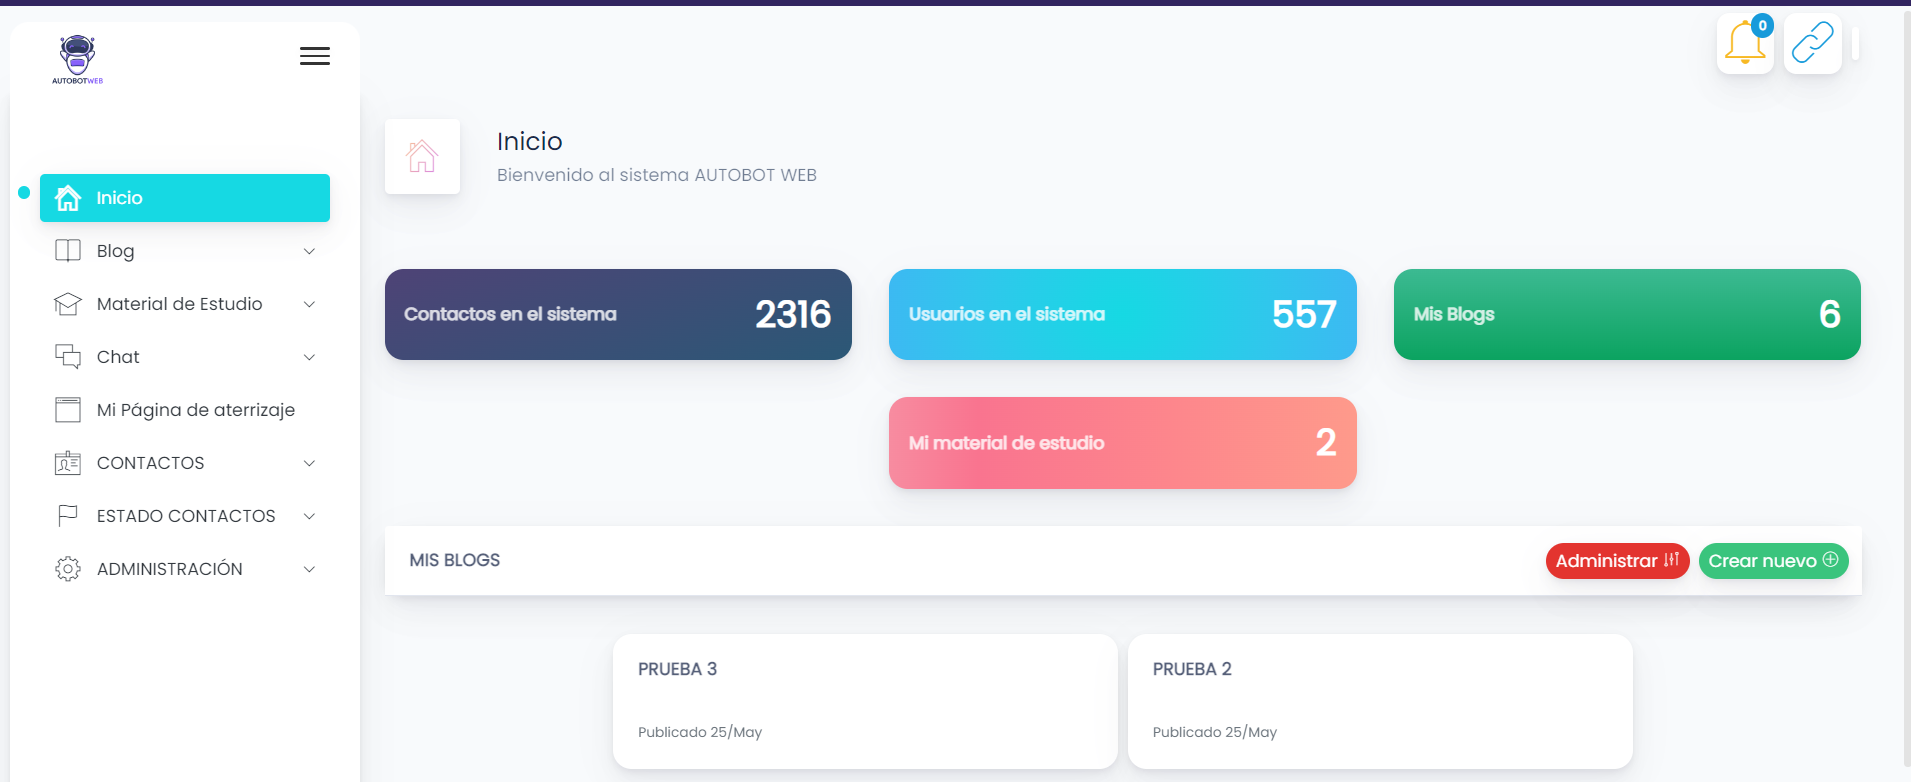 AUTOBOTWEB
0
Inicio
Bienvenido al sistema AUTOBOT WEB
Inicio
Blog
Material de Estudio
Chat
Mi Página de aterrizaje
CONTACTOS
ESTADO CONTACTOS
ADMINISTRACIÓN
Contactos en el sistema 2316
Usuarios en el sistema 557
Mis Blogs 6
Mi material de estudio 2
MIS BLOGS
Administrar
Crear nuevo
PRUEBA 3
Publicado 25/May
PRUEBA 2
Publicado 25/May